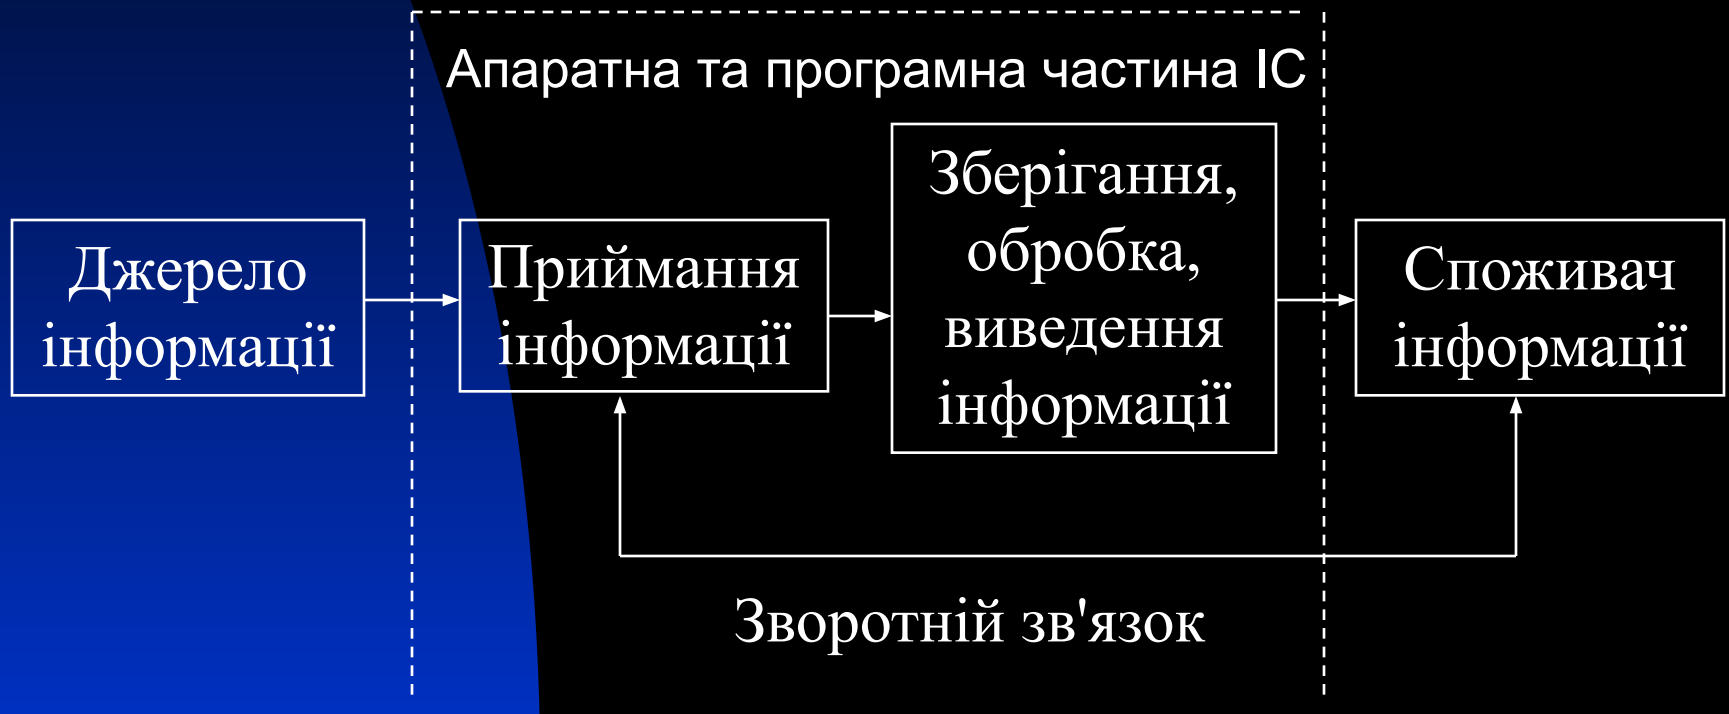 Апаратна та програмна частина ІС
Джерело
інформації
Приймання
інформації
Зберігання,
обробка,
виведення
інформації
Споживач
інформації
Зворотній зв'язок